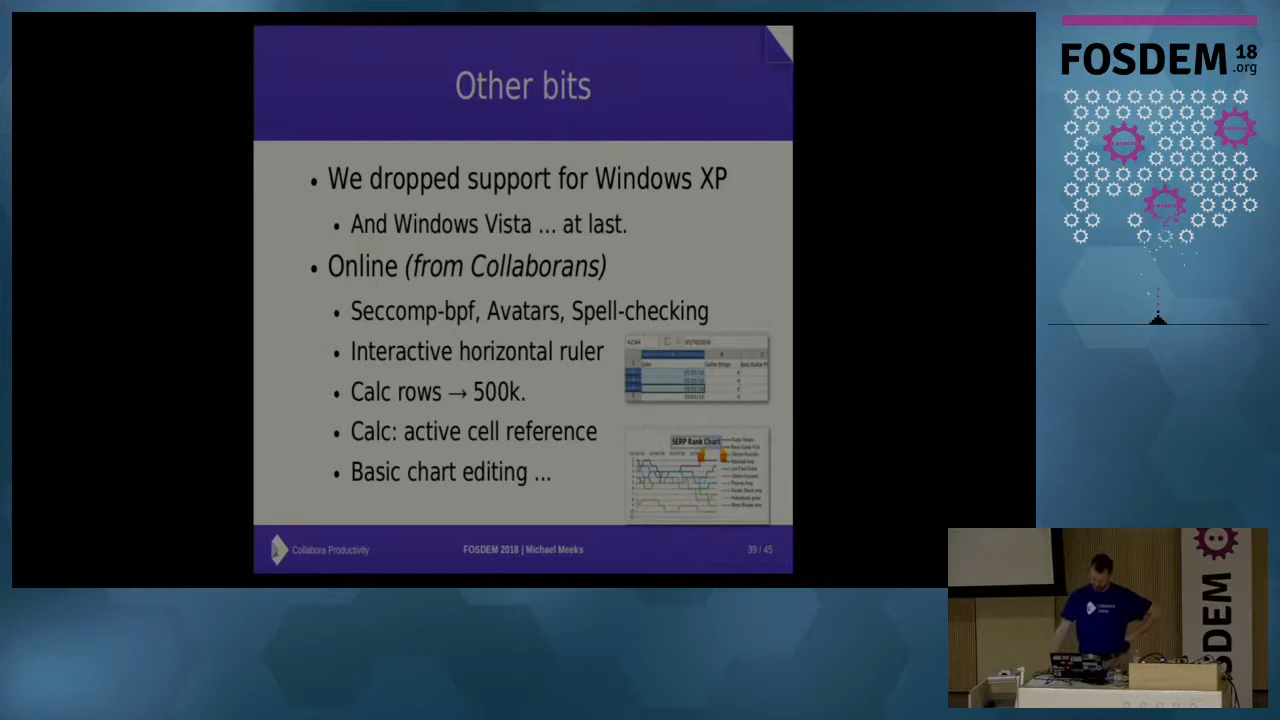 Other bits
• We dropped support for Windows XP
• And Windows Vista ... at last.
• Online (from Collaborans)
• Seccomp-bpf, Avatars, Spell-checking
• Interactive horizontal ruler
• Calc rows → 500k.
• Calc: active cell reference
• Basic chart editing ...
SERP Rank Chart
Collabora Productivity
FOSDEM 2018 | Michael Meeks
39 / 45
FOSDEM 18
.org
Collabora
SDEM